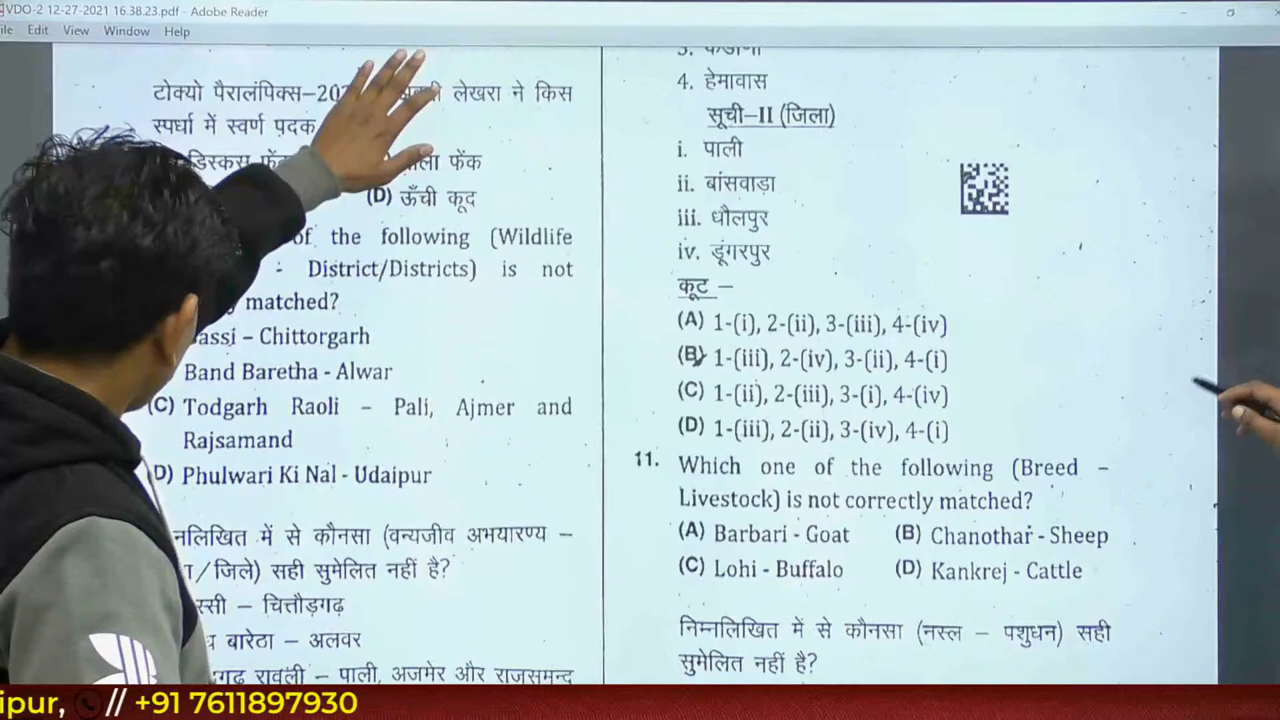 VDO-2 12-27-2021 16.38.23.pdf - Adobe Reader
Edit View Window Help
टोक्यो पैरालंपिक्स-202 लेखरा ने किस
स्पर्धा में स्वर्ण पदक
डिस्कस फेंक फेंक
(D) ऊँची कूद
of the following (Wildlife
- District/Districts) is not
matched?
assi – Chittorgarh
Band Baretha - Alwar
(C) Todgarh Raoli – Pali, Ajmer and
Rajsamand
D) Phulwari Ki Nal - Udaipur
नलिखित में से कौनसा (वन्यजीव अभयारण्य –
/जिले) सही सुमेलित नहीं है?
स्सी – चित्तौड़गढ़
बारेठा – अलवर
गढ़ रावली – पाली, अजमेर और राजसमन्द
4. हेमावास
सूची-II (जिला)
i. पाली
ii. बांसवाड़ा
iii. धौलपुर
iv. डूंगरपुर
कूट –
(A) 1-(i), 2-(ii), 3-(iii), 4-(iv)
(B) 1-(iii), 2-(iv), 3-(ii), 4-(i)
(C) 1-(ii), 2-(iii), 3-(i), 4-(iv)
(D) 1-(iii), 2-(ii), 3-(iv), 4-(i)
11. Which one of the following (Breed –
Livestock) is not correctly matched?
(A) Barbari - Goat (B) Chanothar - Sheep
(C) Lohi - Buffalo (D) Kankrej - Cattle
निम्नलिखित में से कौनसा (नस्ल – पशुधन) सही
सुमेलित नहीं है?
ipur, // +91 7611897930